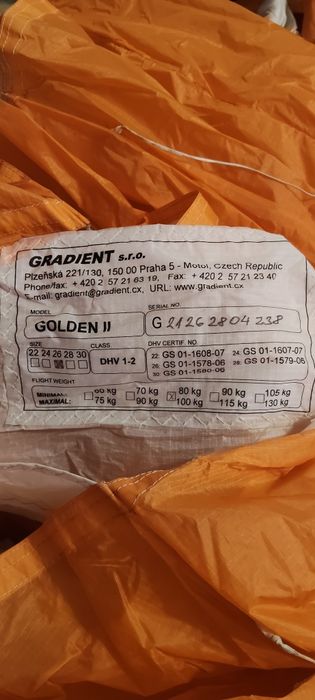 GRADIENT s.r.o.
Plzeňská 221/130, 150 00 Praha 5 - Motol, Czech Republic
Phone/fax: + 420 2 57 21 63 19, Fax: + 420 2 57 21 23 40
E-mail: gradient@gradient.cx, URL: www.gradient.cx
MODEL SERIAL NO.
GOLDEN II G 21262804238
SIZE CLASS DHV CERTIF. NO.
22 24 26 28 30 DHV 1-2 22: GS 01-1608-07 24: GS 01-1607-07
26: GS 01-1578-06 28: GS 01-1579-06
30: GS 01-1580-06
FLIGHT WEIGHT
MINIMAL: 60 kg 70 kg 80 kg 90 kg 105 kg
MAXIMAL: 75 kg 90 kg 100 kg 115 kg 130 kg